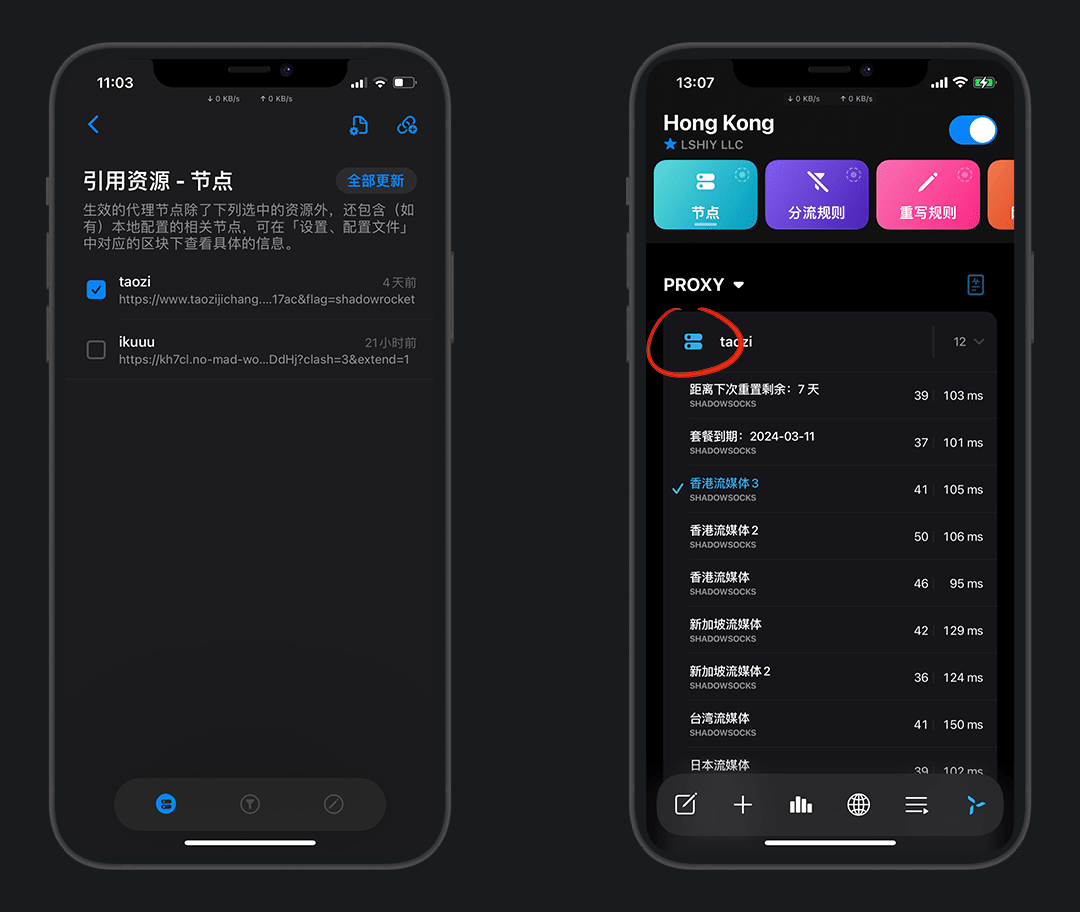 11:03
↓ 0 KB/s ↑ 0 KB/s
引用资源 - 节点
全部更新
生效的代理节点除了下列选中的资源外，还包含（如
有）本地配置的相关节点，可在「设置、配置文件」
中对应的区块下查看具体的信息。
taozi
4 天前
https://www.taozijichang....17ac&flag=shadowrocket
ikuuu
21 小时前
https://kh7cl.no-mad-wo...DdHj?clash=3&extend=1
13:07
↓ 0 KB/s ↑ 0 KB/s
Hong Kong
LSHIY LLC
节点
分流规则
重写规则
PROXY
taozi
12
距离下次重置剩余：7 天
SHADOWSOCKS
39 103 ms
套餐到期：2024-03-11
SHADOWSOCKS
37 101 ms
香港流媒体 3
SHADOWSOCKS
41 105 ms
香港流媒体 2
SHADOWSOCKS
50 106 ms
香港流媒体
SHADOWSOCKS
46 95 ms
新加坡流媒体
SHADOWSOCKS
42 129 ms
新加坡流媒体 2
SHADOWSOCKS
36 124 ms
台湾流媒体
SHADOWSOCKS
41 150 ms
日本流媒体
39 102 ms